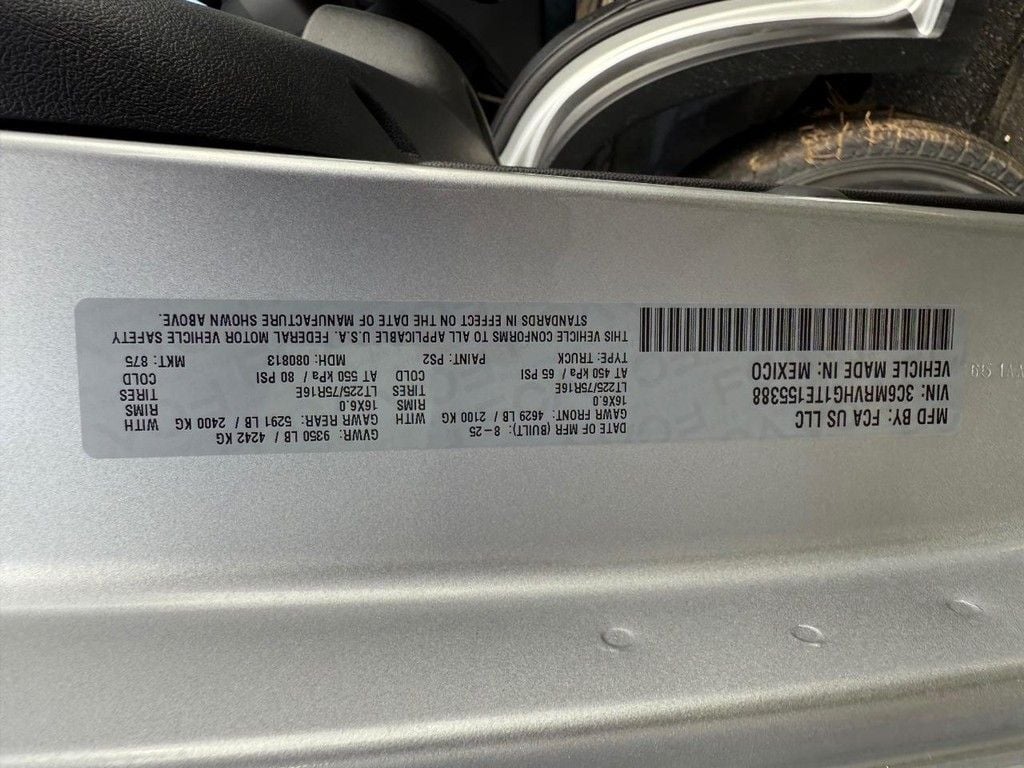 MFD BY: FCA US LLC
VIN: 3C6MRVHG1TE155388
VEHICLE MADE IN: MEXICO
DATE OF MFR (BUILT): 8-25 GVWR: 9350 LB / 4242 KG
GAWR FRONT: 4629 LB / 2100 KG WITH GAWR REAR: 5291 LB / 2400 KG WITH
16X6.0 RIMS 16X6.0 RIMS
LT225/75R16E TIRES LT225/75R16E TIRES
AT 450 kPa / 65 PSI COLD AT 550 kPa / 80 PSI COLD
TYPE: TRUCK PAINT: PS2 MDH: 080813 MKT: 875
THIS VEHICLE CONFORMS TO ALL APPLICABLE U.S.A. FEDERAL MOTOR VEHICLE SAFETY
STANDARDS IN EFFECT ON THE DATE OF MANUFACTURE SHOWN ABOVE.